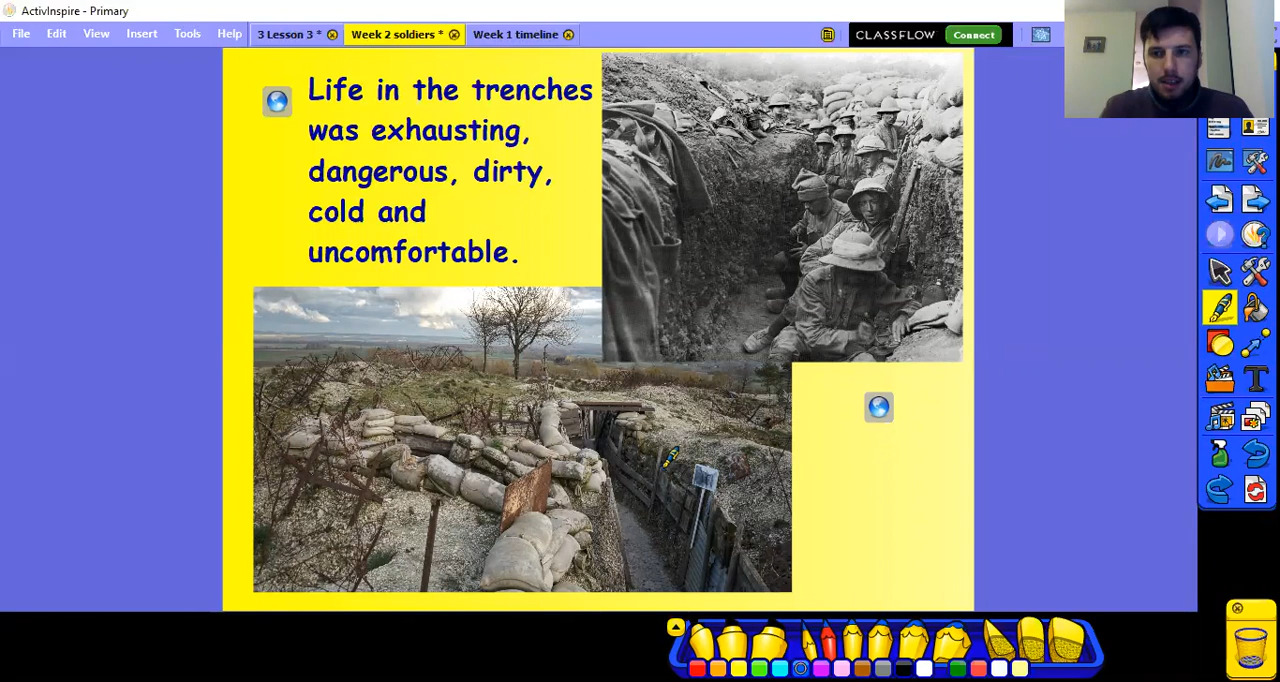 ActivInspire - Primary
File Edit View Insert Tools Help
3 Lesson 3 * Week 2 soldiers * Week 1 timeline
CLASSFLOW Connect
Life in the trenches
was exhausting,
dangerous, dirty,
cold and
uncomfortable.